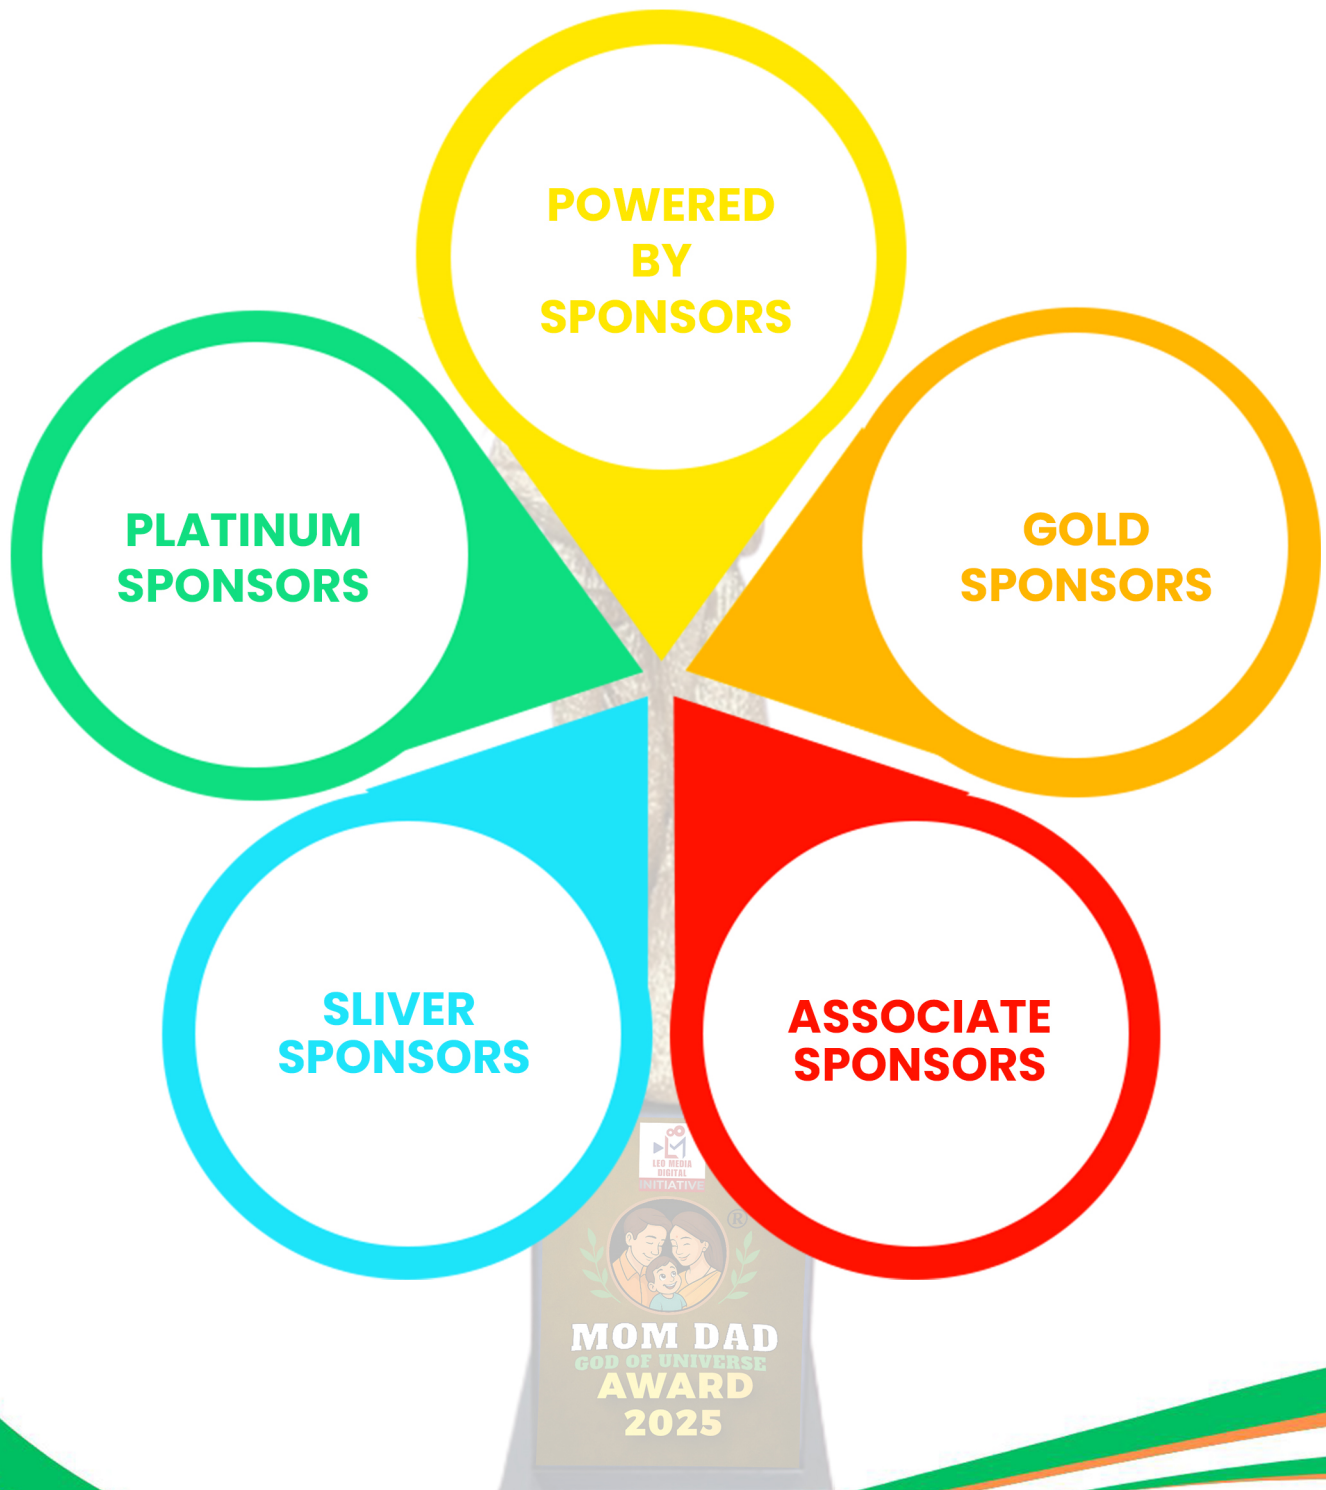 POWERED
BY
SPONSORS
PLATINUM
SPONSORS
GOLD
SPONSORS
SLIVER
SPONSORS
ASSOCIATE
SPONSORS
LEO MEDIA
DIGITAL
INITIATIVE
®
MOM DAD
GOD OF UNIVERSE
AWARD
2025